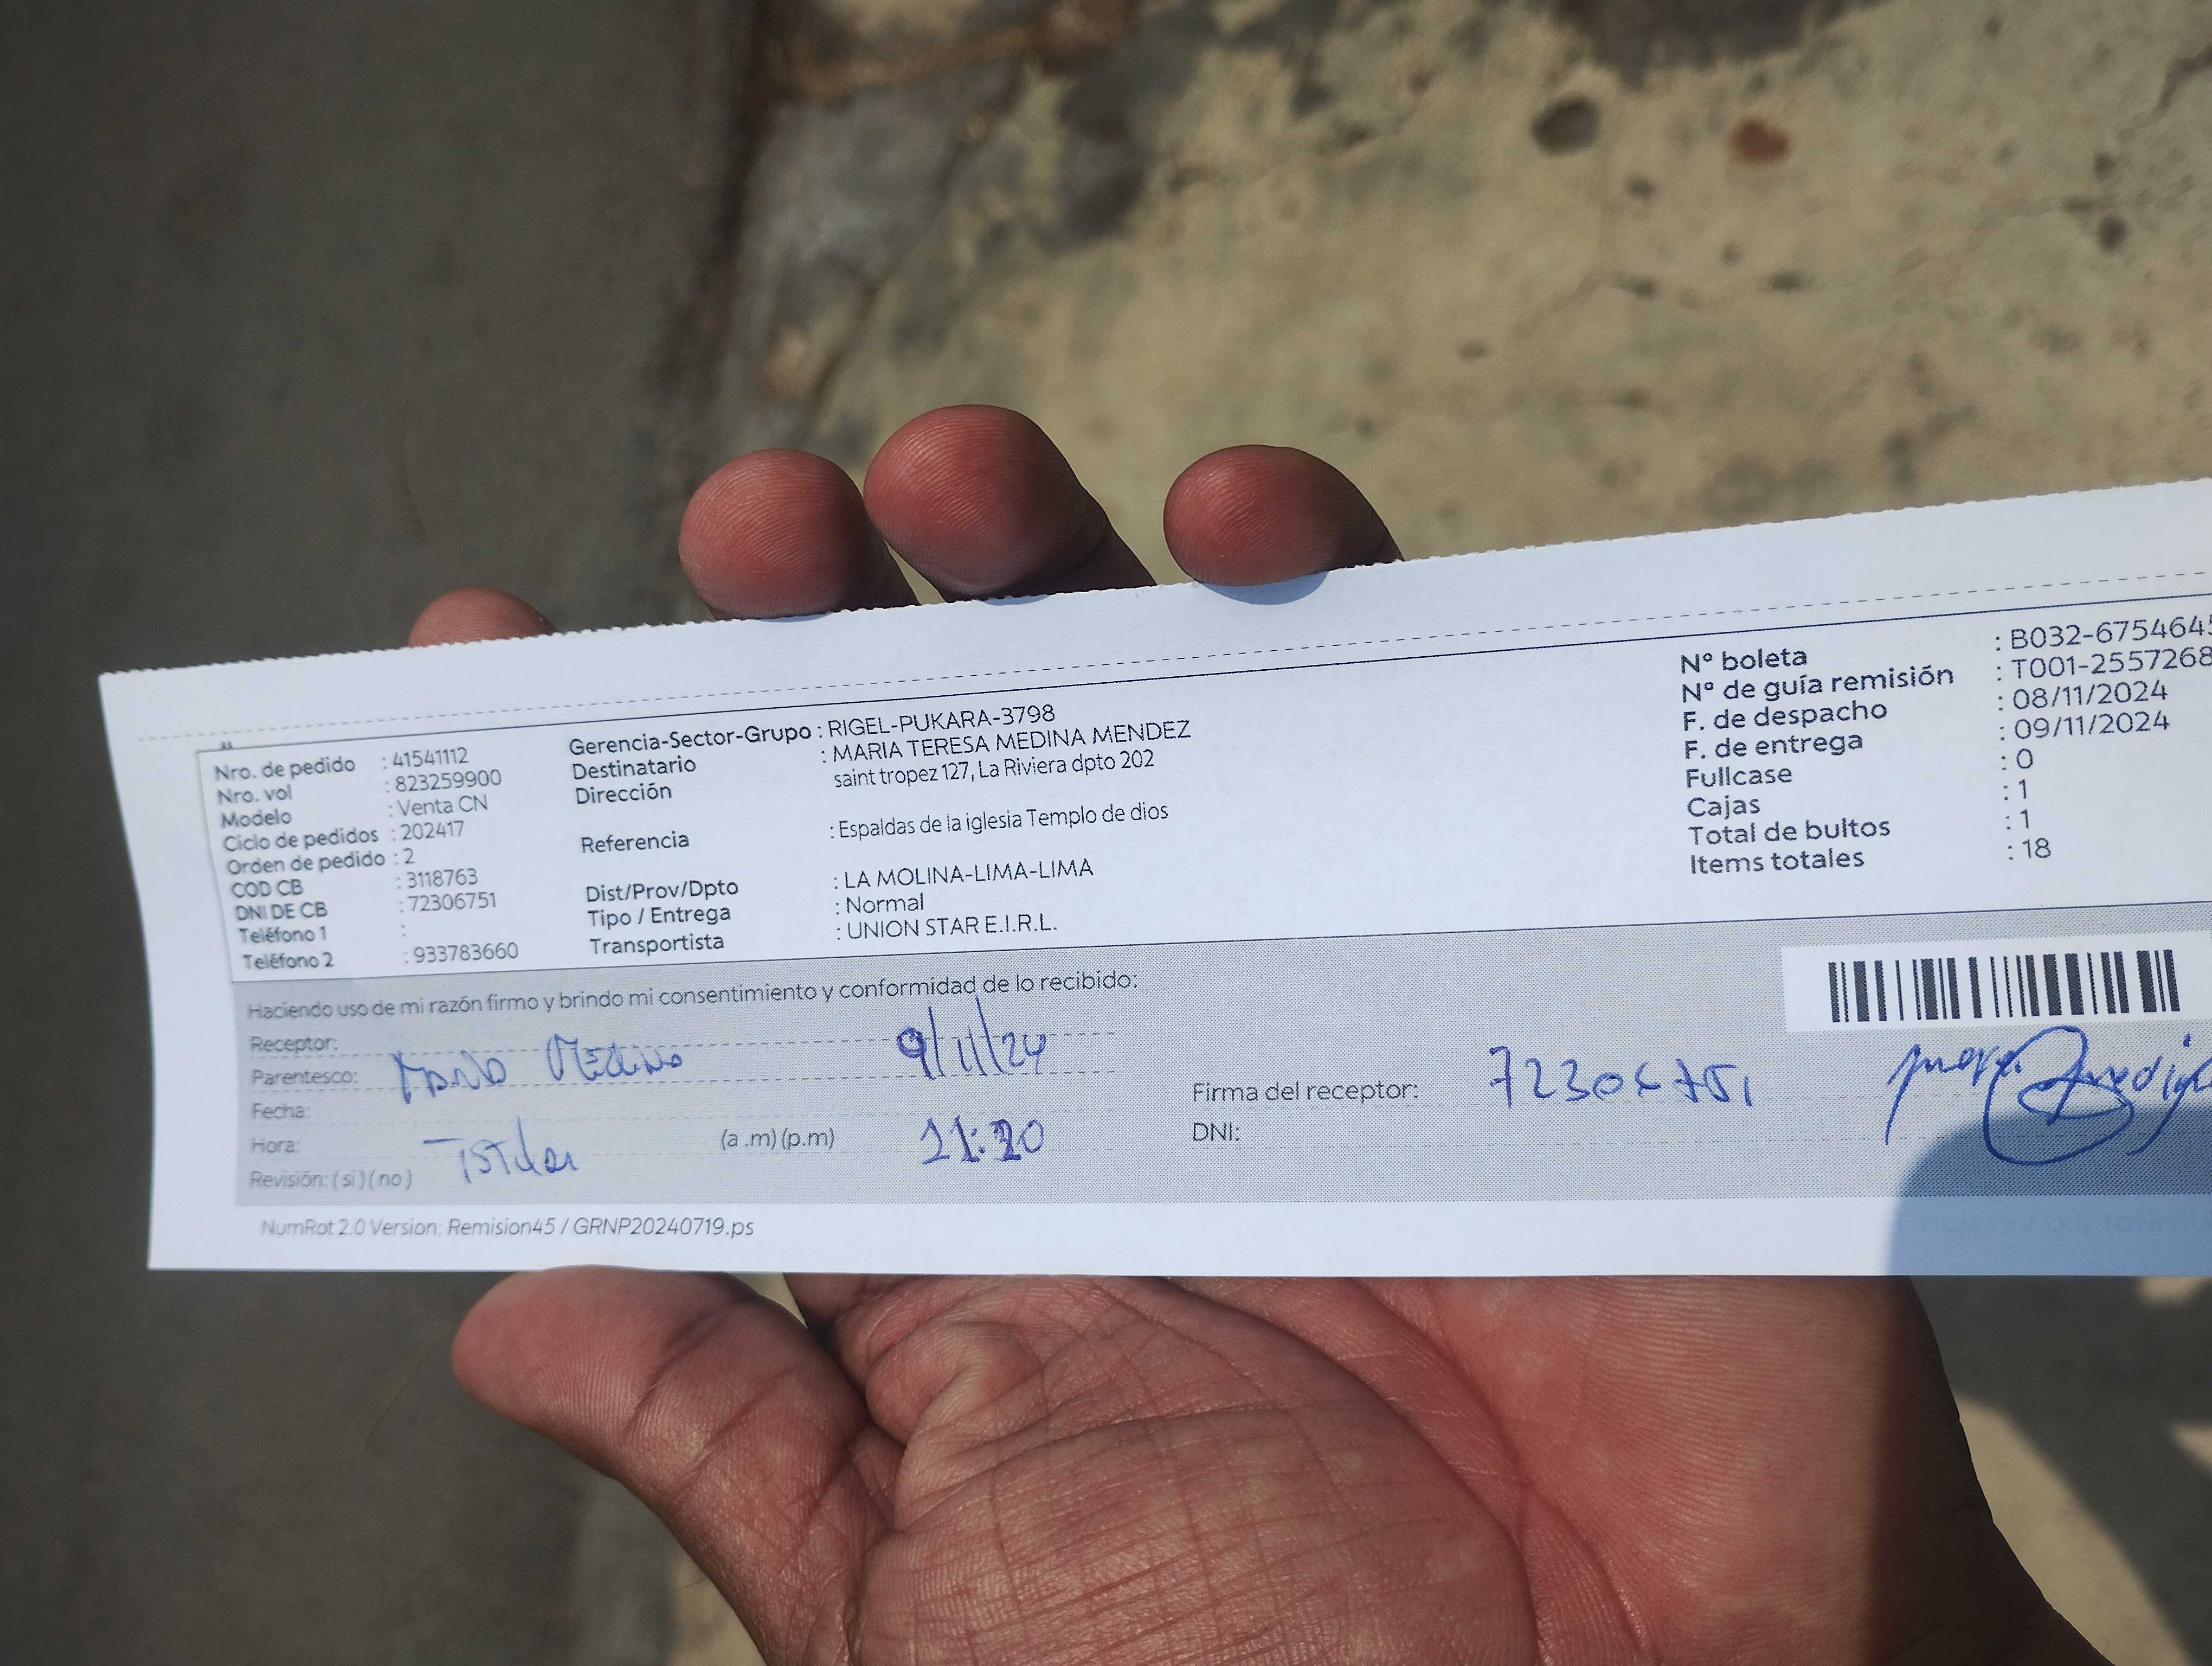 Nro. de pedido : 41541112
Nro. vol : 823259900
Modelo : Venta CN
Ciclo de pedidos : 202417
Orden de pedido : 2
COD CB : 3118763
DNI DE CB : 72306751
Teléfono 1 :
Teléfono 2 : 933783660
Gerencia-Sector-Grupo : RIGEL-PUKARA-3798
Destinatario : MARIA TERESA MEDINA MENDEZ
Dirección saint tropez 127, La Riviera dpto 202
Referencia : Espaldas de la iglesia Templo de dios
Dist/Prov/Dpto : LA MOLINA-LIMA-LIMA
Tipo / Entrega : Normal
Transportista : UNION STAR E.I.R.L.
Nº boleta : B032-675464
Nº de guía remisión : T001-2557268
F. de despacho : 08/11/2024
F. de entrega : 09/11/2024
Fullcase : 0
Cajas : 1
Total de bultos : 1
Items totales : 18
Haciendo uso de mi razón firmo y brindo mi consentimiento y conformidad de lo recibido:
Receptor:
Parentesco: Medina 9/11/24
Fecha:
Hora: (a .m) (p.m)
Revisión: ( si ) ( no )
Firma del receptor: 72306751
DNI:
NumRot 2.0 Version: Remision45 / GRNP20240719.ps